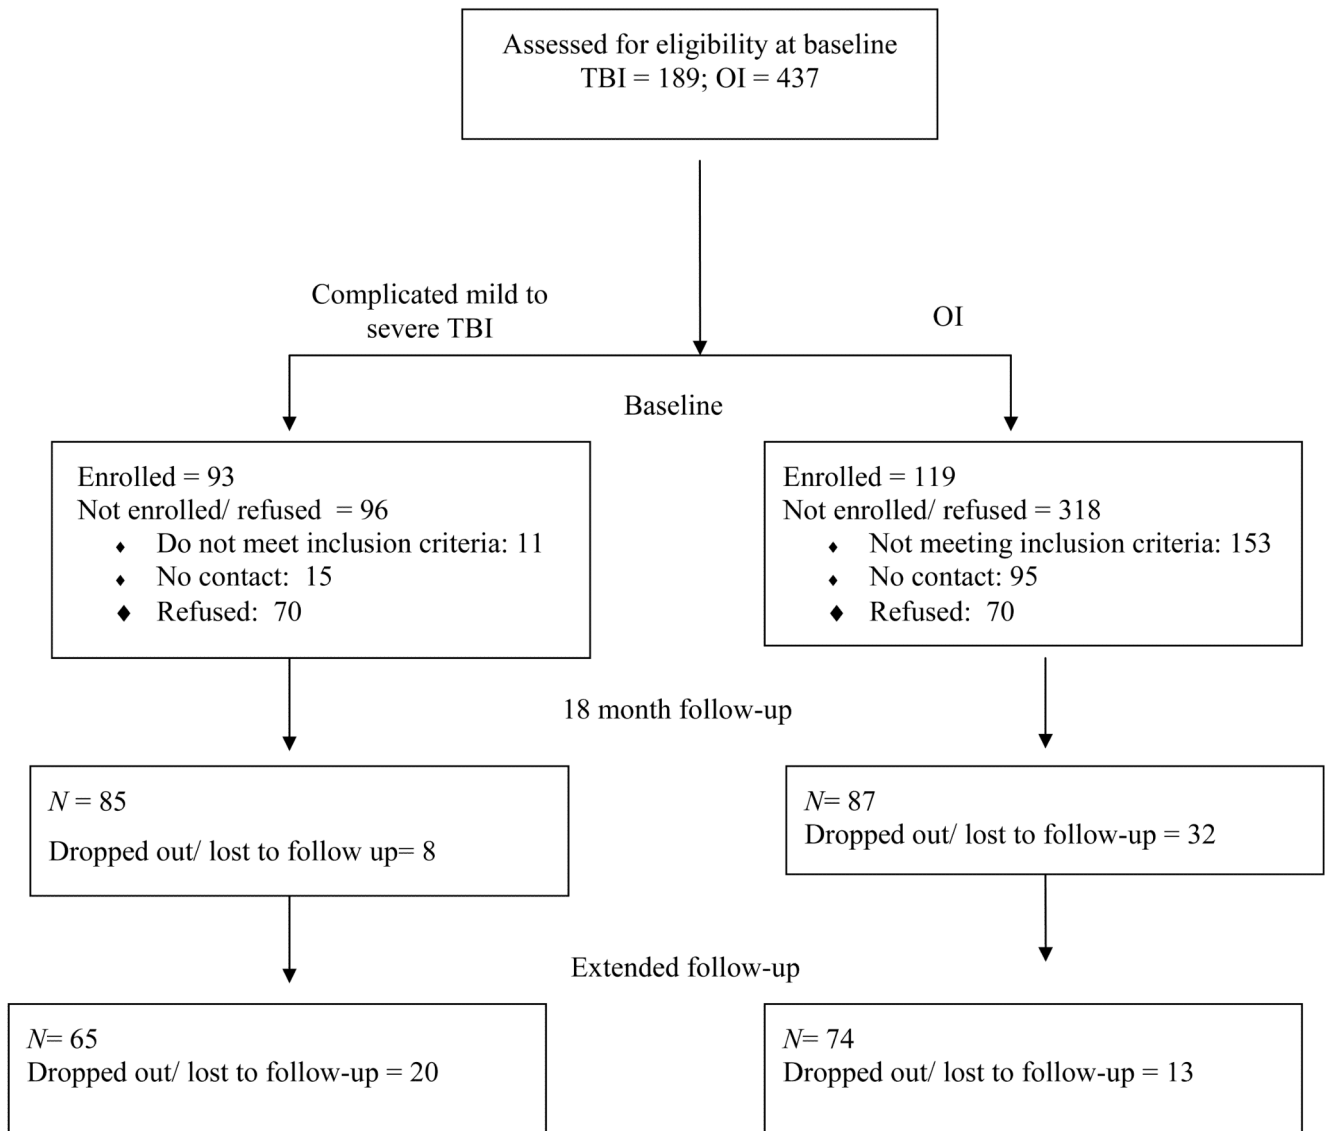 Assessed for eligibility at baseline
TBI = 189; OI = 437
Complicated mild to
severe TBI
OI
Baseline
Enrolled = 93
Not enrolled/ refused  = 96
♦ Do not meet inclusion criteria: 11
♦ No contact:  15
♦ Refused:  70
Enrolled = 119
Not enrolled/ refused = 318
♦ Not meeting inclusion criteria: 153
♦ No contact: 95
♦ Refused:  70
18 month follow-up
N = 85
Dropped out/ lost to follow up= 8
N= 87
Dropped out/ lost to follow-up = 32
Extended follow-up
N= 65
Dropped out/ lost to follow-up = 20
N= 74
Dropped out/ lost to follow-up = 13